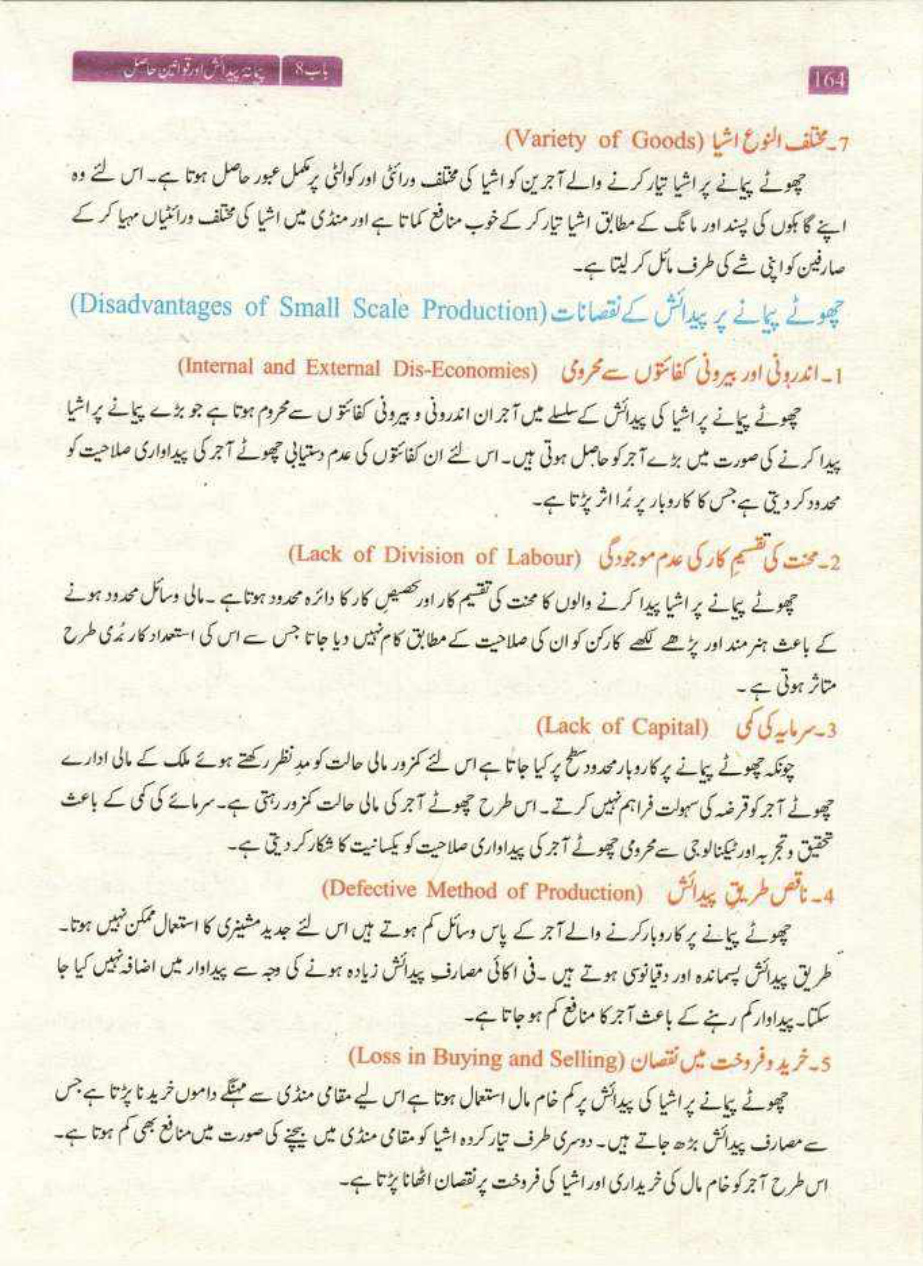 164
باب 8 پیمانہ پیدائش اور قوانین حاصل
7۔ مختلف النوع اشیا (Variety of Goods)
چھوٹے پیمانے پر اشیا تیار کرنے والے آجرین کو اشیا کی مختلف ورائٹی اور کوالٹی پر مکمل عبور حاصل ہوتا ہے۔ اس لئے وہ
اپنے گاہکوں کی پسند اور مانگ کے مطابق اشیا تیار کر کے خوب منافع کماتا ہے اور منڈی میں اشیا کی مختلف ورائٹیاں مہیا کر کے
صارفین کو اپنی شے کی طرف مائل کر لیتا ہے۔
چھوٹے پیمانے پر پیدائش کے نقصانات (Disadvantages of Small Scale Production)
1۔ اندرونی اور بیرونی کفائتوں سے محرومی (Internal and External Dis-Economies)
چھوٹے پیمانے پر اشیا کی پیدائش کے سلسلے میں آجر ان اندرونی و بیرونی کفائتوں سے محروم ہوتا ہے جو بڑے پیمانے پر اشیا
پیدا کرنے کی صورت میں بڑے آجر کو حاصل ہوتی ہیں۔ اس لئے ان کفائتوں کی عدم دستیابی چھوٹے آجر کی پیداواری صلاحیت کو
محدود کر دیتی ہے جس کا کاروبار پر بُرا اثر پڑتا ہے۔
2۔ محنت کی تقسیمِ کار کی عدم موجودگی (Lack of Division of Labour)
چھوٹے پیمانے پر اشیا پیدا کرنے والوں کا محنت کی تقسیم کار اور تخصیصِ کار کا دائرہ محدود ہوتا ہے ۔ مالی وسائل محدود ہونے
کے باعث ہنرمند اور پڑھے لکھے کارکن کو ان کی صلاحیت کے مطابق کام نہیں دیا جاتا جس سے اس کی استعداد کار بُری طرح
متاثر ہوتی ہے ۔
3۔ سرمایہ کی کمی (Lack of Capital)
چونکہ چھوٹے پیمانے پر کاروبار محدود سطح پر کیا جاتا ہے اس لئے کمزور مالی حالت کو مدِ نظر رکھتے ہوئے ملک کے مالی ادارے
چھوٹے آجر کو قرضہ کی سہولت فراہم نہیں کرتے۔ اس طرح چھوٹے آجر کی مالی حالت کمزور رہتی ہے۔ سرمائے کی کمی کے باعث
تحقیق و تجربہ اور ٹیکنالوجی سے محرومی چھوٹے آجر کی پیداواری صلاحیت کو یکسانیت کا شکار کر دیتی ہے۔
4۔ ناقص طریقِ پیدائش (Defective Method of Production)
چھوٹے پیمانے پر کاروبار کرنے والے آجر کے پاس وسائل کم ہوتے ہیں اس لئے جدید مشینری کا استعمال ممکن نہیں ہوتا۔
طریق پیدائش پسماندہ اور دقیانوسی ہوتے ہیں ۔ فی اکائی مصارفِ پیدائش زیادہ ہونے کی وجہ سے پیداوار میں اضافہ نہیں کیا جا
سکتا۔ پیداوار کم رہنے کے باعث آجر کا منافع کم ہو جاتا ہے۔
5۔ خرید و فروخت میں نقصان (Loss in Buying and Selling)
چھوٹے پیمانے پر اشیا کی پیدائش پر کم خام مال استعمال ہوتا ہے اس لیے مقامی منڈی سے مہنگے داموں خریدنا پڑتا ہے جس
سے مصارف پیدائش بڑھ جاتے ہیں۔ دوسری طرف تیار کردہ اشیا کو مقامی منڈی میں بیچنے کی صورت میں منافع بھی کم ہوتا ہے۔
اس طرح آجر کو خام مال کی خریداری اور اشیا کی فروخت پر نقصان اٹھانا پڑتا ہے۔